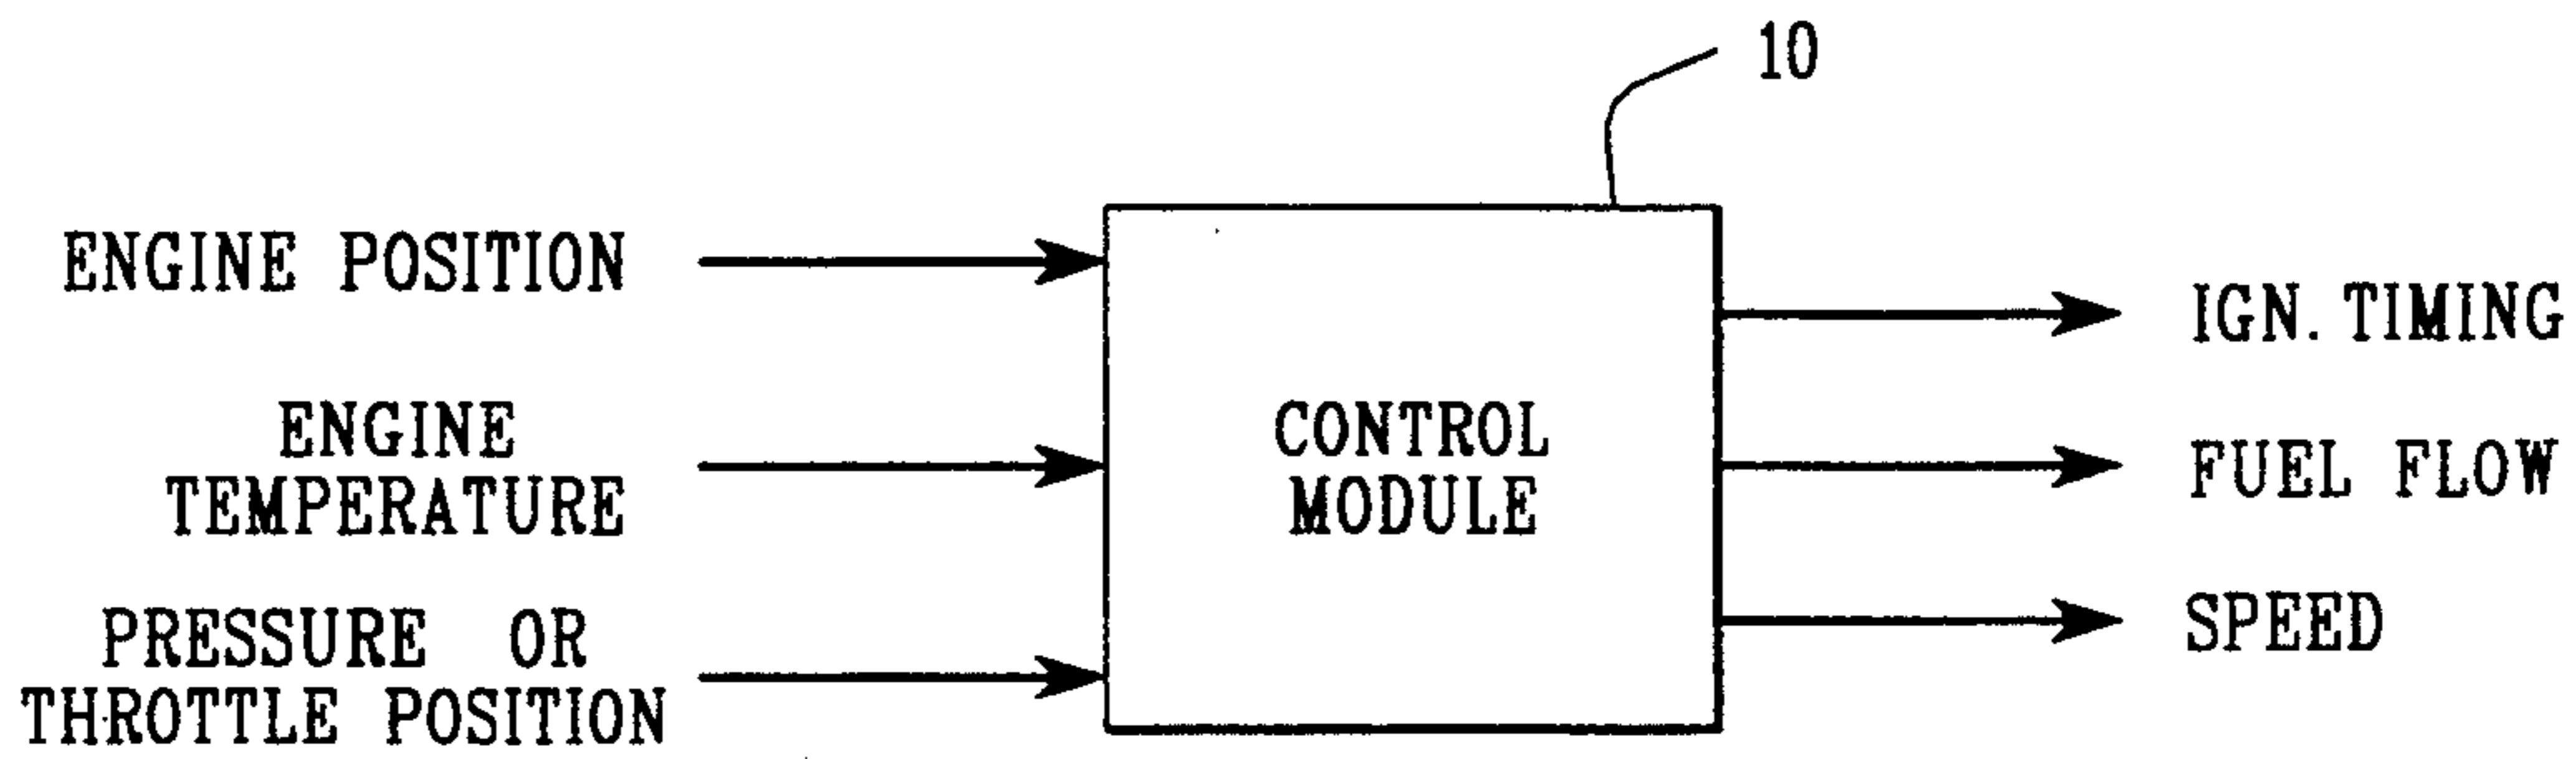 10
ENGINE POSITION
ENGINE
TEMPERATURE
PRESSURE OR
THROTTLE POSITION
CONTROL
MODULE
IGN. TIMING
FUEL FLOW
SPEED